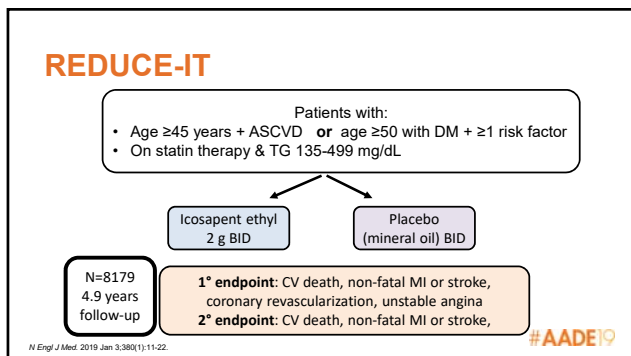 REDUCE-IT
Patients with:
• Age ≥45 years + ASCVD or age ≥50 with DM + ≥1 risk factor
• On statin therapy & TG 135-499 mg/dL
Icosapent ethyl
2 g BID
Placebo
(mineral oil) BID
N=8179
4.9 years
follow-up
1° endpoint: CV death, non-fatal MI or stroke,
coronary revascularization, unstable angina
2° endpoint: CV death, non-fatal MI or stroke,
N Engl J Med. 2019 Jan 3;380(1):11-22.
#AADE19